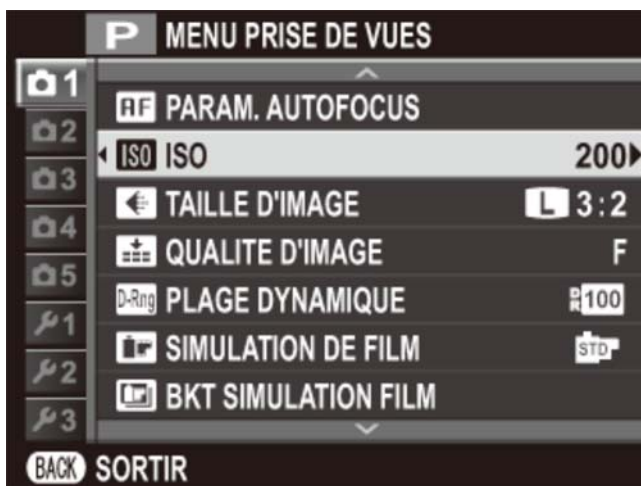 P MENU PRISE DE VUES
1
AF PARAM. AUTOFOCUS
2
ISO ISO 200
3
TAILLE D'IMAGE L 3:2
4
QUALITE D'IMAGE F
5
D-Rng PLAGE DYNAMIQUE DR100
1
SIMULATION DE FILM STD
2
BKT SIMULATION FILM
3
BACK SORTIR